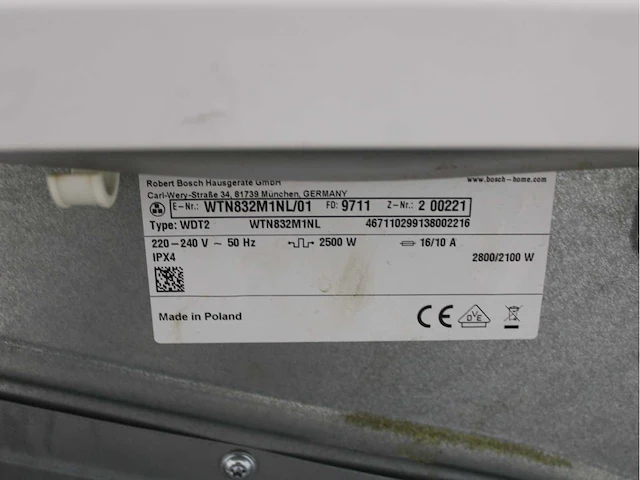 Robert Bosch Hausgeräte GmbH www.bosch-home.com
Carl-Wery-Straße 34, 81739 München, GERMANY
E-Nr.: WTN832M1NL/01 FD: 9711 Z-Nr.: 2 00221
Type: WDT2 WTN832M1NL 467110299138002216
220-240 V ~ 50 Hz 2500 W 16/10 A
IPX4 2800/2100 W
Made in Poland CE DVE